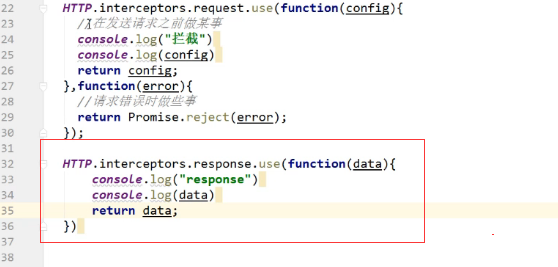 22 HTTP.interceptors.request.use(function(config){
23 //在发送请求之前做某事
24 console.log("拦截")
25 console.log(config)
26 return config;
27 },function(error){
28 //请求错误时做些事
29 return Promise.reject(error);
30 });
31
32 HTTP.interceptors.response.use(function(data){
33 console.log("response")
34 console.log(data)
35 return data;
36 })
37
38